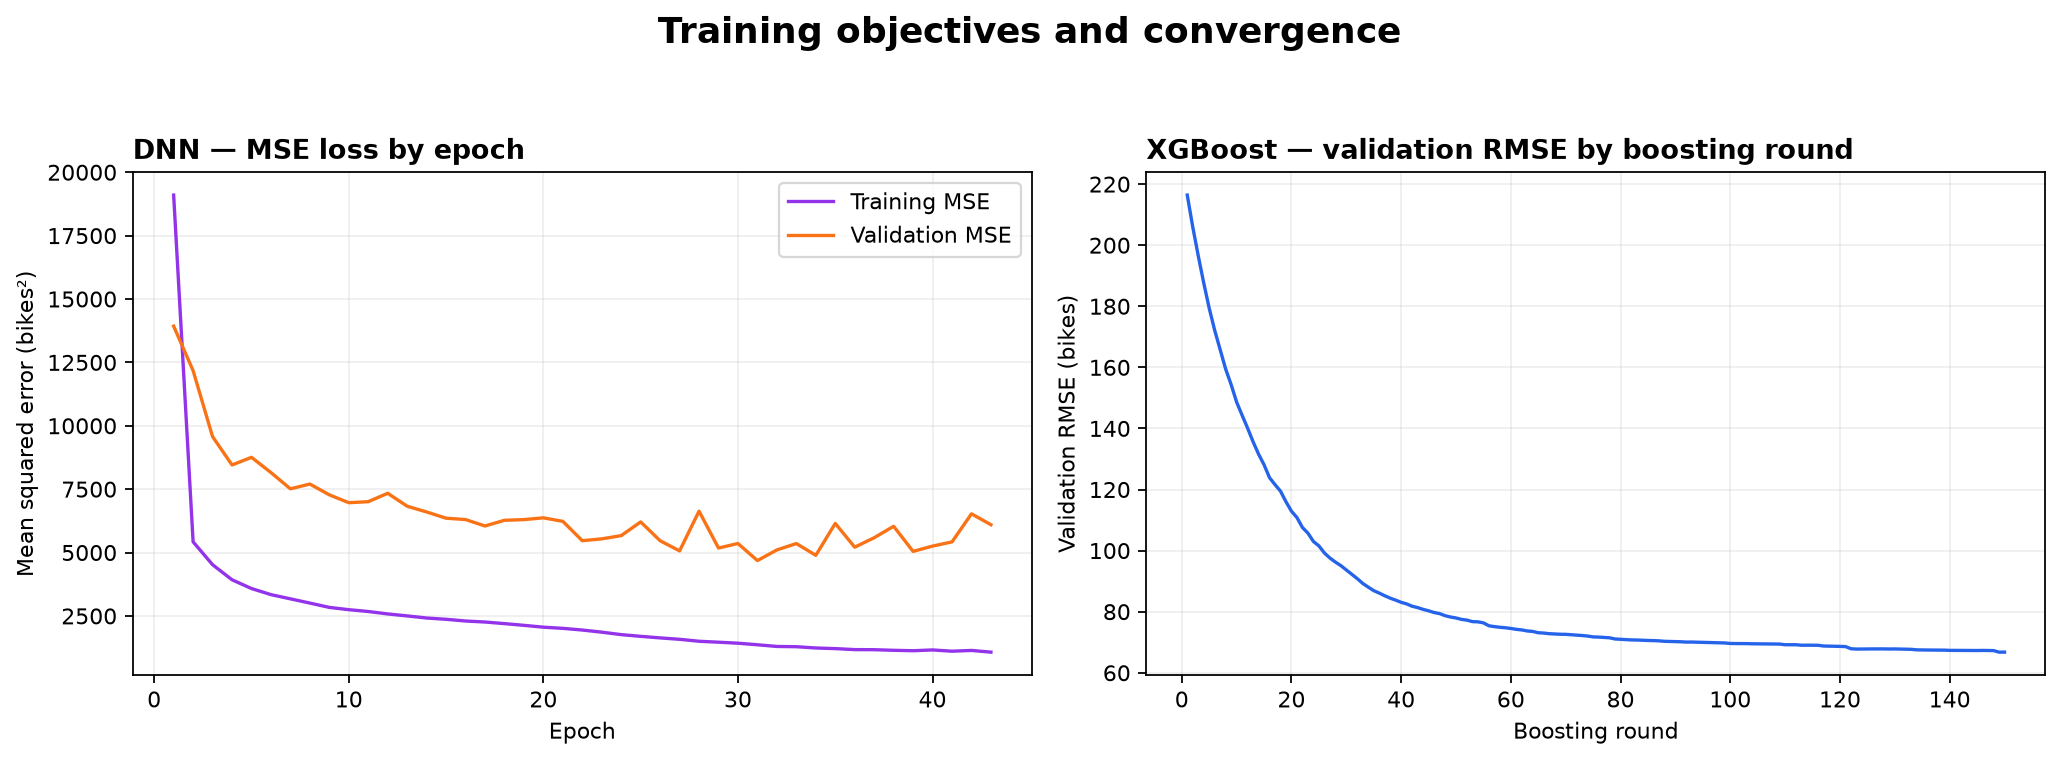 Training objectives and convergence
DNN — MSE loss by epoch
20000
17500
15000
12500
10000
7500
5000
2500
Mean squared error (bikes²)
Training MSE
Validation MSE
0 10 20 30 40
Epoch
XGBoost — validation RMSE by boosting round
220
200
180
160
140
120
100
80
60
Validation RMSE (bikes)
0 20 40 60 80 100 120 140
Boosting round